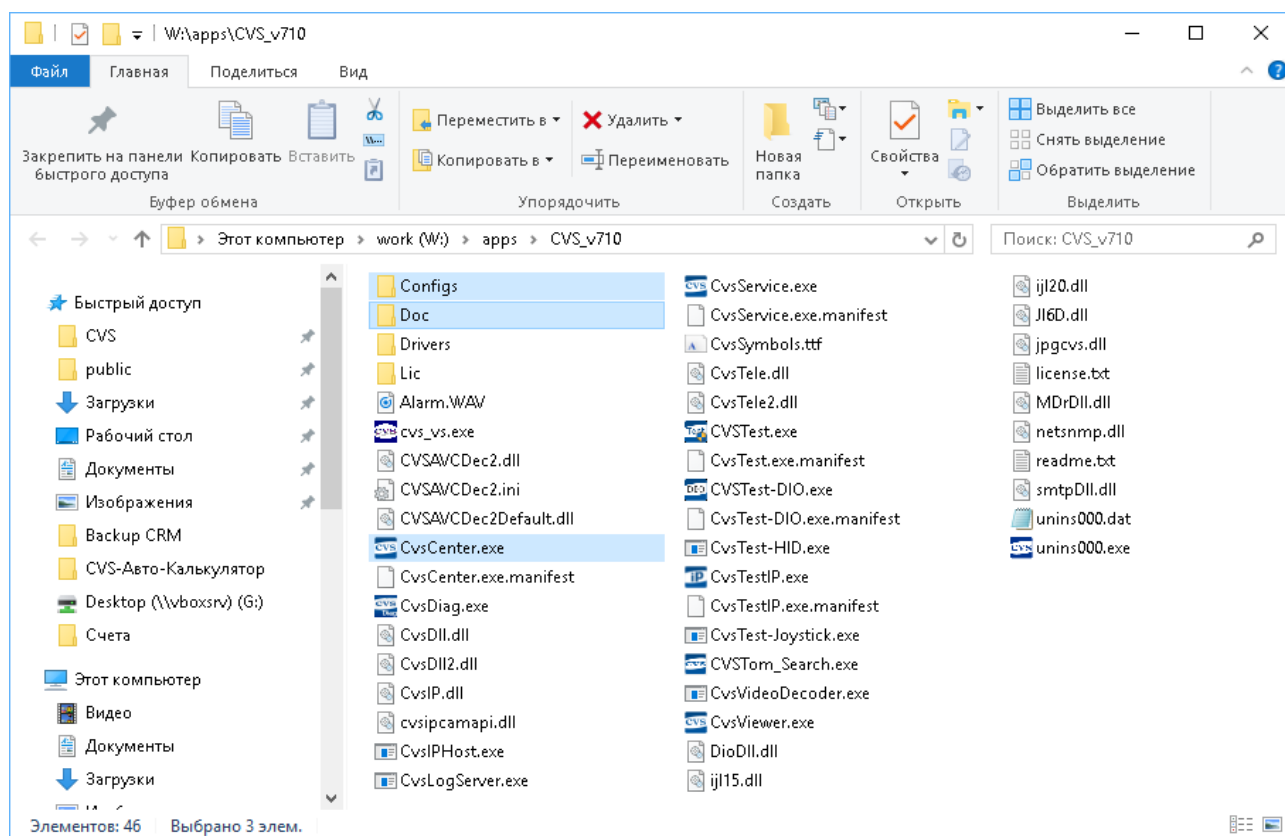 W:\apps\CVS_v710
Файл Главная Поделиться Вид
Закрепить на панели быстрого доступа
Копировать
Вставить
Переместить в
Копировать в
Удалить
Переименовать
Новая папка
Свойства
Выделить все
Снять выделение
Обратить выделение
Буфер обмена Упорядочить Создать Открыть Выделить
Этот компьютер > work (W:) > apps > CVS_v710
Поиск: CVS_v710
Быстрый доступ
CVS
public
Загрузки
Рабочий стол
Документы
Изображения
Backup CRM
CVS-Авто-Калькулятор
Desktop (\\vboxsrv) (G:)
Счета
Этот компьютер
Видео
Документы
Загрузки
Configs
Doc
Drivers
Lic
Alarm.WAV
cvs_vs.exe
CVSAVCDec2.dll
CVSAVCDec2.ini
CVSAVCDec2Default.dll
CvsCenter.exe
CvsCenter.exe.manifest
CvsDiag.exe
CvsDll.dll
CvsDll2.dll
CvsIP.dll
cvsipcamapi.dll
CvsIPHost.exe
CvsLogServer.exe
CvsService.exe
CvsService.exe.manifest
CvsSymbols.ttf
CvsTele.dll
CvsTele2.dll
CVSTest.exe
CvsTest.exe.manifest
CVSTest-DIO.exe
CvsTest-DIO.exe.manifest
CvsTest-HID.exe
CvsTestIP.exe
CvsTestIP.exe.manifest
CvsTest-Joystick.exe
CVSTom_Search.exe
CvsVideoDecoder.exe
CvsViewer.exe
DioDll.dll
ijl15.dll
ijl20.dll
Jl6D.dll
jpgcvs.dll
license.txt
MDrDll.dll
netsnmp.dll
readme.txt
smtpDll.dll
unins000.dat
unins000.exe
Элементов: 46 Выбрано 3 элем.